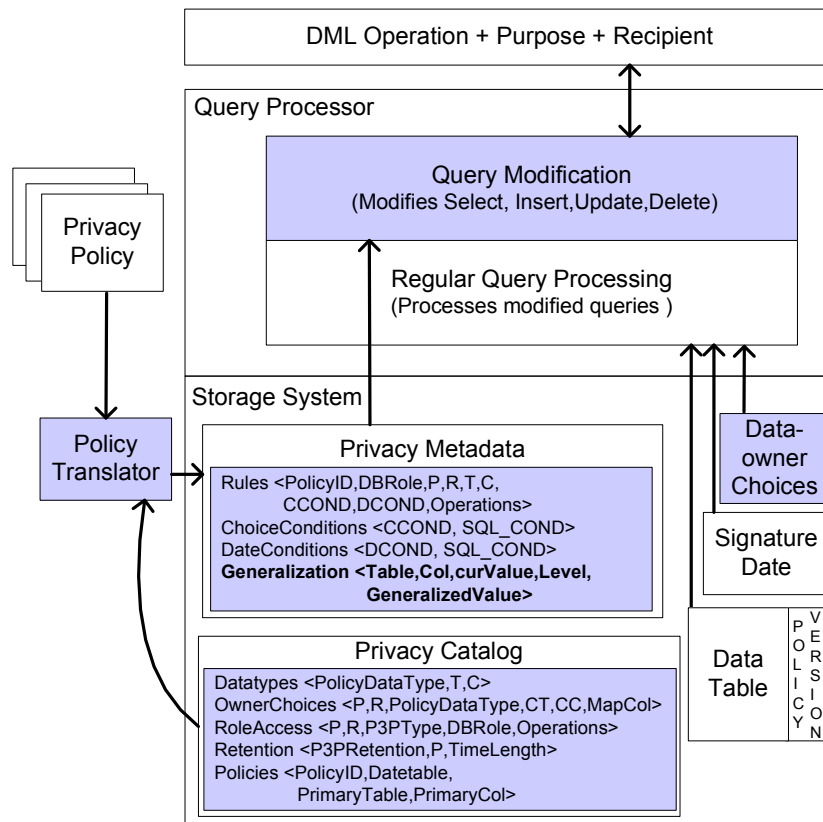 DML Operation + Purpose + Recipient
Query Processor
Query Modification
(Modifies Select, Insert,Update,Delete)
Regular Query Processing
(Processes modified queries )
Privacy
Policy
Policy
Translator
Storage System
Privacy Metadata
Rules <PolicyID,DBRole,P,R,T,C,
CCOND,DCOND,Operations>
ChoiceConditions <CCOND, SQL_COND>
DateConditions <DCOND, SQL_COND>
Generalization <Table,Col,curValue,Level,
GeneralizedValue>
Privacy Catalog
Datatypes <PolicyDataType,T,C>
OwnerChoices <P,R,PolicyDataType,CT,CC,MapCol>
RoleAccess <P,R,P3PType,DBRole,Operations>
Retention <P3PRetention,P,TimeLength>
Policies <PolicyID,Datetable,
PrimaryTable,PrimaryCol>
Data-
owner
Choices
Signature
Date
Data
Table
POLICY
VERSION